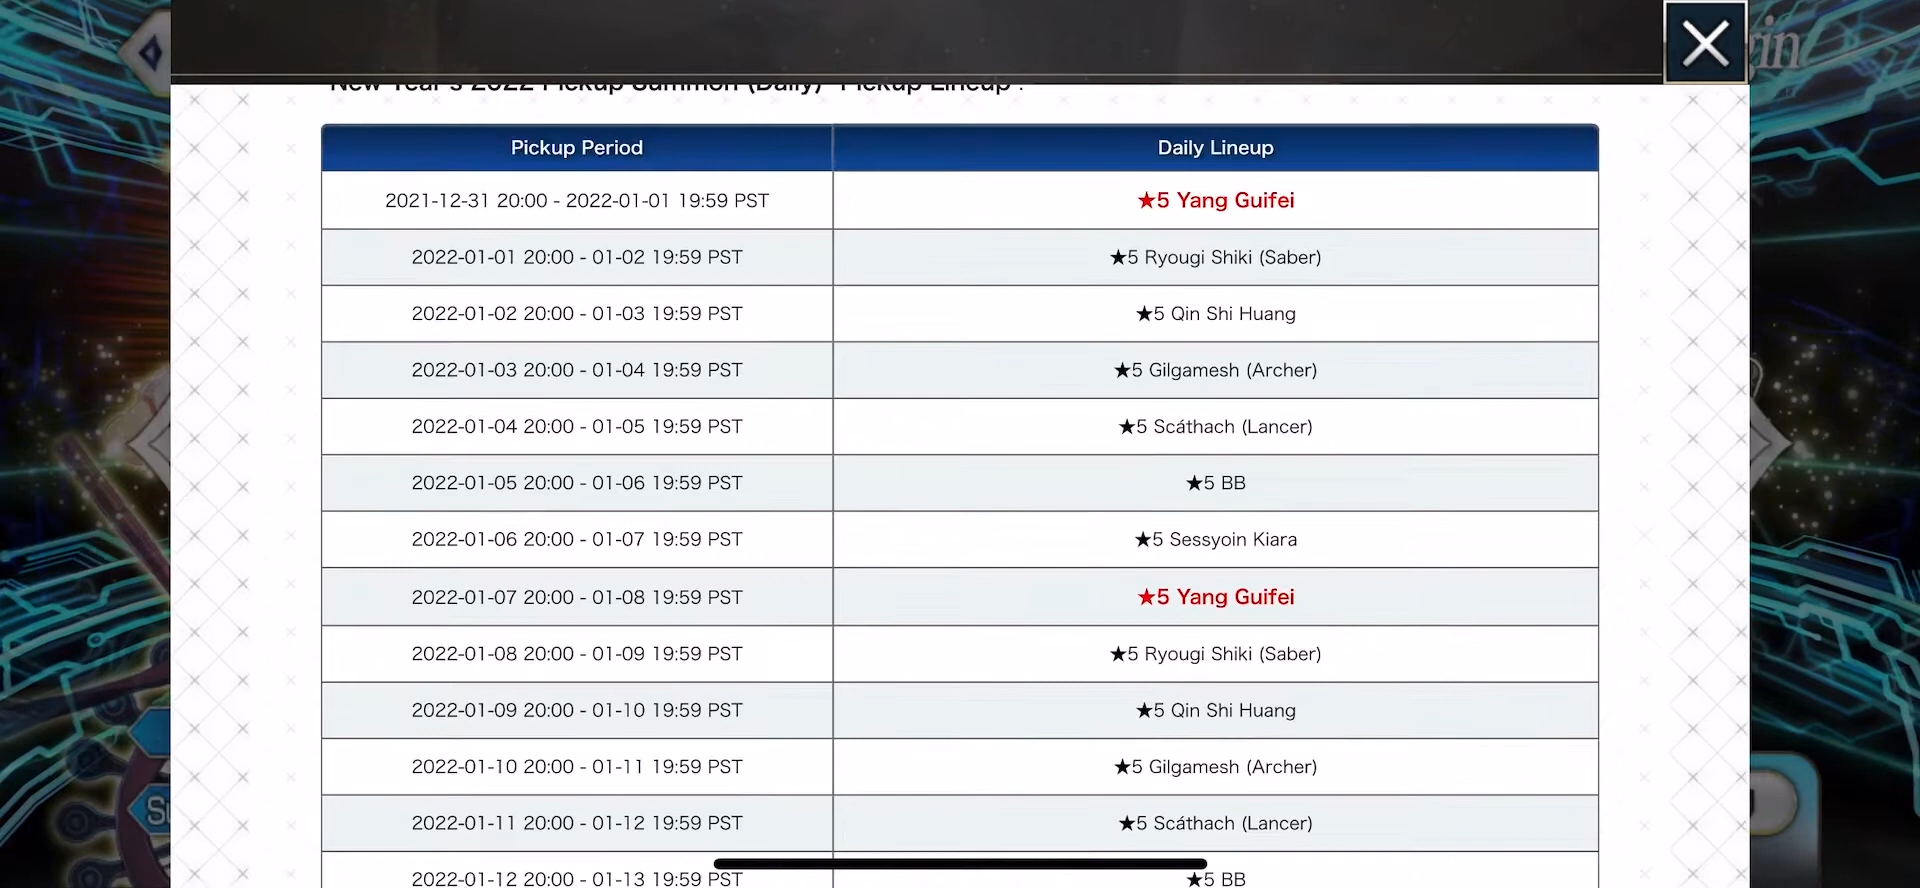 New Year's 2022 Pickup Summon (Daily)" Pickup Lineup :
Pickup Period Daily Lineup
2021-12-31 20:00 - 2022-01-01 19:59 PST ★5 Yang Guifei
2022-01-01 20:00 - 01-02 19:59 PST ★5 Ryougi Shiki (Saber)
2022-01-02 20:00 - 01-03 19:59 PST ★5 Qin Shi Huang
2022-01-03 20:00 - 01-04 19:59 PST ★5 Gilgamesh (Archer)
2022-01-04 20:00 - 01-05 19:59 PST ★5 Scáthach (Lancer)
2022-01-05 20:00 - 01-06 19:59 PST ★5 BB
2022-01-06 20:00 - 01-07 19:59 PST ★5 Sessyoin Kiara
2022-01-07 20:00 - 01-08 19:59 PST ★5 Yang Guifei
2022-01-08 20:00 - 01-09 19:59 PST ★5 Ryougi Shiki (Saber)
2022-01-09 20:00 - 01-10 19:59 PST ★5 Qin Shi Huang
2022-01-10 20:00 - 01-11 19:59 PST ★5 Gilgamesh (Archer)
2022-01-11 20:00 - 01-12 19:59 PST ★5 Scáthach (Lancer)
2022-01-12 20:00 - 01-13 19:59 PST ★5 BB